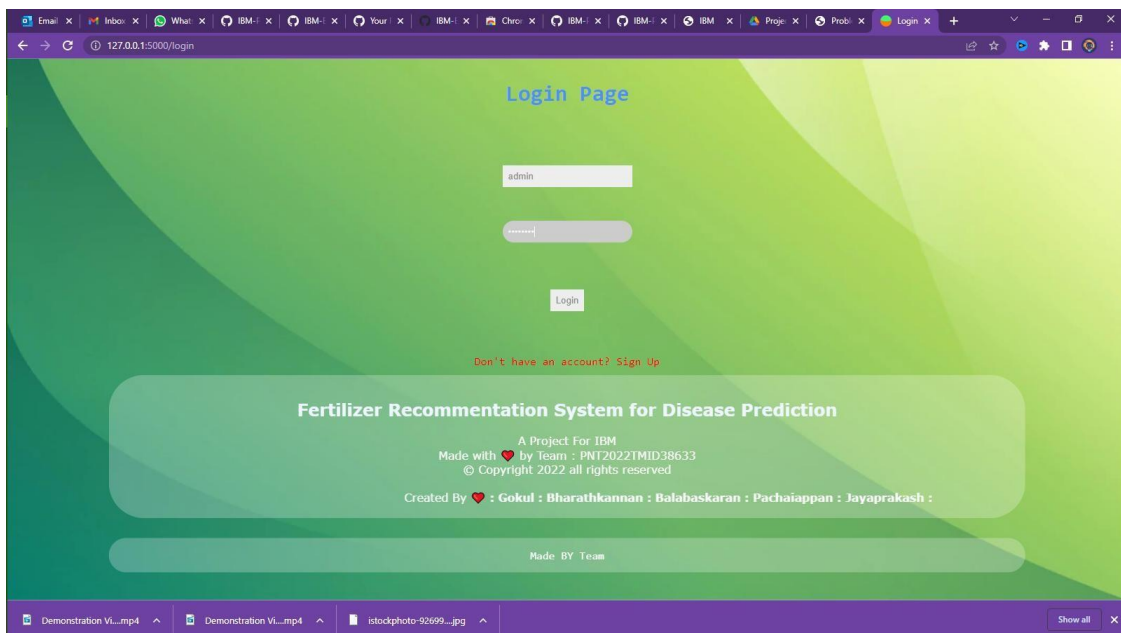 Email
Inbox
What:
IBM-
IBM-
Your
IBM-
Chro
IBM-
IBM-
IBM
Proje
Probl
Login
127.0.0.1:5000/login
Login Page
admin
Login
Don't have an account? Sign Up
Fertilizer Recommentation System for Disease Prediction
A Project For IBM
Made with ❤ by Team : PNT2022TMID38633
© Copyright 2022 all rights reserved
Created By ❤ : Gokul : Bharathkannan : Balabaskaran : Pachaiappan : Jayaprakash :
Made BY Team
Demonstration Vi....mp4
Demonstration Vi....mp4
istockphoto-92699....jpg
Show all